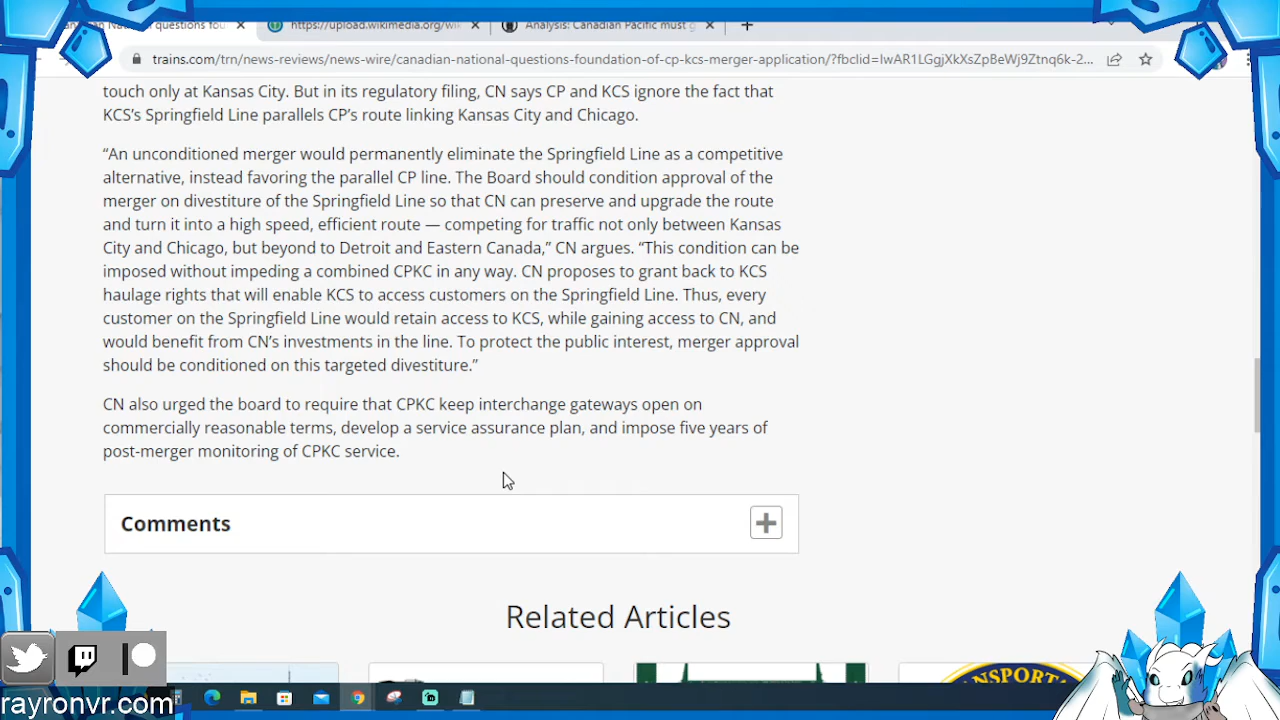 https://upload.wikimedia.org/wi
Analysis: Canadian Pacific must g
trains.com/trn/news-reviews/news-wire/canadian-national-questions-foundation-of-cp-kcs-merger-application/?fbclid=IwAR1LGgjXkXsZpBeWj9Ztnq6k-2...
touch only at Kansas City. But in its regulatory filing, CN says CP and KCS ignore the fact that
KCS’s Springfield Line parallels CP’s route linking Kansas City and Chicago.
“An unconditioned merger would permanently eliminate the Springfield Line as a competitive
alternative, instead favoring the parallel CP line. The Board should condition approval of the
merger on divestiture of the Springfield Line so that CN can preserve and upgrade the route
and turn it into a high speed, efficient route — competing for traffic not only between Kansas
City and Chicago, but beyond to Detroit and Eastern Canada,” CN argues. “This condition can be
imposed without impeding a combined CPKC in any way. CN proposes to grant back to KCS
haulage rights that will enable KCS to access customers on the Springfield Line. Thus, every
customer on the Springfield Line would retain access to KCS, while gaining access to CN, and
would benefit from CN’s investments in the line. To protect the public interest, merger approval
should be conditioned on this targeted divestiture.”
CN also urged the board to require that CPKC keep interchange gateways open on
commercially reasonable terms, develop a service assurance plan, and impose five years of
post-merger monitoring of CPKC service.
Comments
Related Articles
rayronvr.com